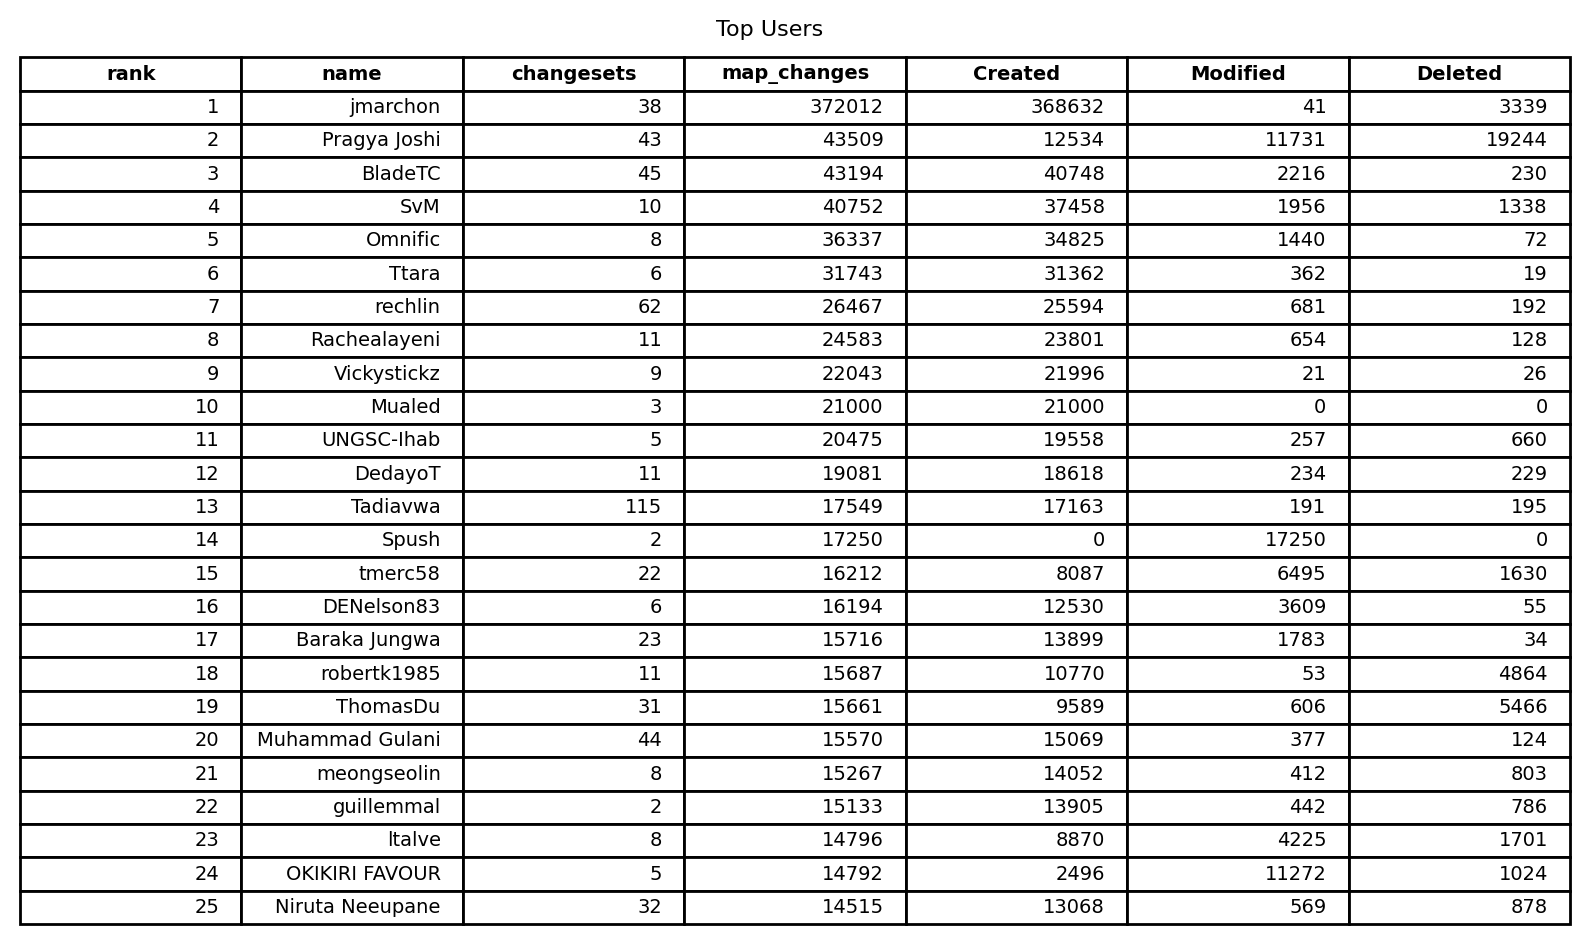 Top Users
rank name changesets map_changes Created Modified Deleted
1 jmarchon 38 372012 368632 41 3339
2 Pragya Joshi 43 43509 12534 11731 19244
3 BladeTC 45 43194 40748 2216 230
4 SvM 10 40752 37458 1956 1338
5 Omnific 8 36337 34825 1440 72
6 Ttara 6 31743 31362 362 19
7 rechlin 62 26467 25594 681 192
8 Rachealayeni 11 24583 23801 654 128
9 Vickystickz 9 22043 21996 21 26
10 Mualed 3 21000 21000 0 0
11 UNGSC-Ihab 5 20475 19558 257 660
12 DedayoT 11 19081 18618 234 229
13 Tadiavwa 115 17549 17163 191 195
14 Spush 2 17250 0 17250 0
15 tmerc58 22 16212 8087 6495 1630
16 DENelson83 6 16194 12530 3609 55
17 Baraka Jungwa 23 15716 13899 1783 34
18 robertk1985 11 15687 10770 53 4864
19 ThomasDu 31 15661 9589 606 5466
20 Muhammad Gulani 44 15570 15069 377 124
21 meongseolin 8 15267 14052 412 803
22 guillemmal 2 15133 13905 442 786
23 ltalve 8 14796 8870 4225 1701
24 OKIKIRI FAVOUR 5 14792 2496 11272 1024
25 Niruta Neeupane 32 14515 13068 569 878